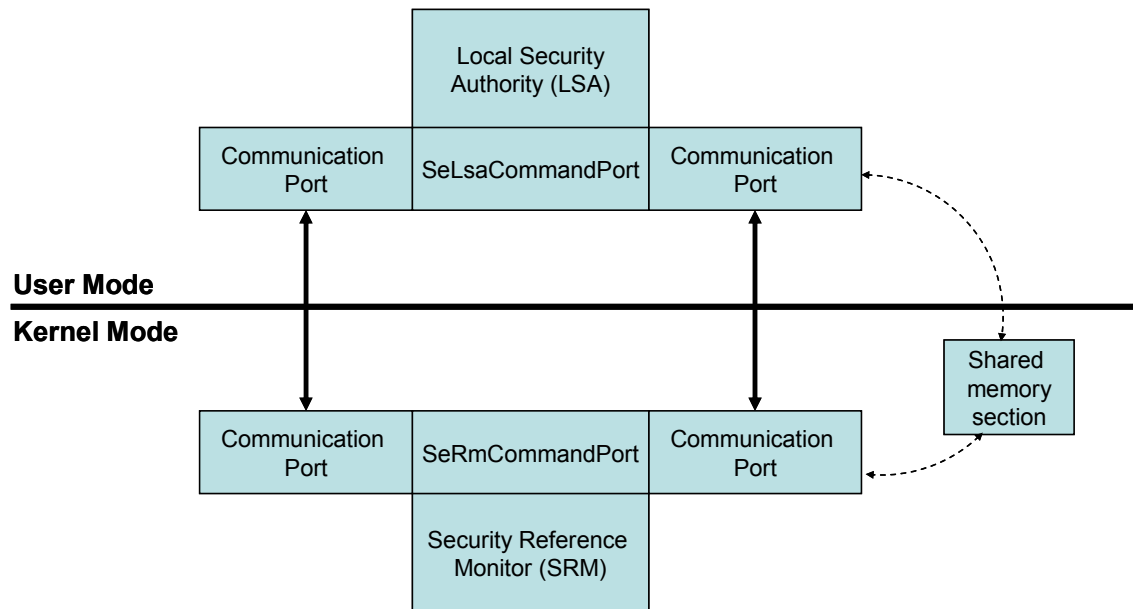 Local Security
Authority (LSA)
Communication
Port
SeLsaCommandPort
Communication
Port
User Mode
Kernel Mode
Shared
memory
section
Communication
Port
SeRmCommandPort
Communication
Port
Security Reference
Monitor (SRM)